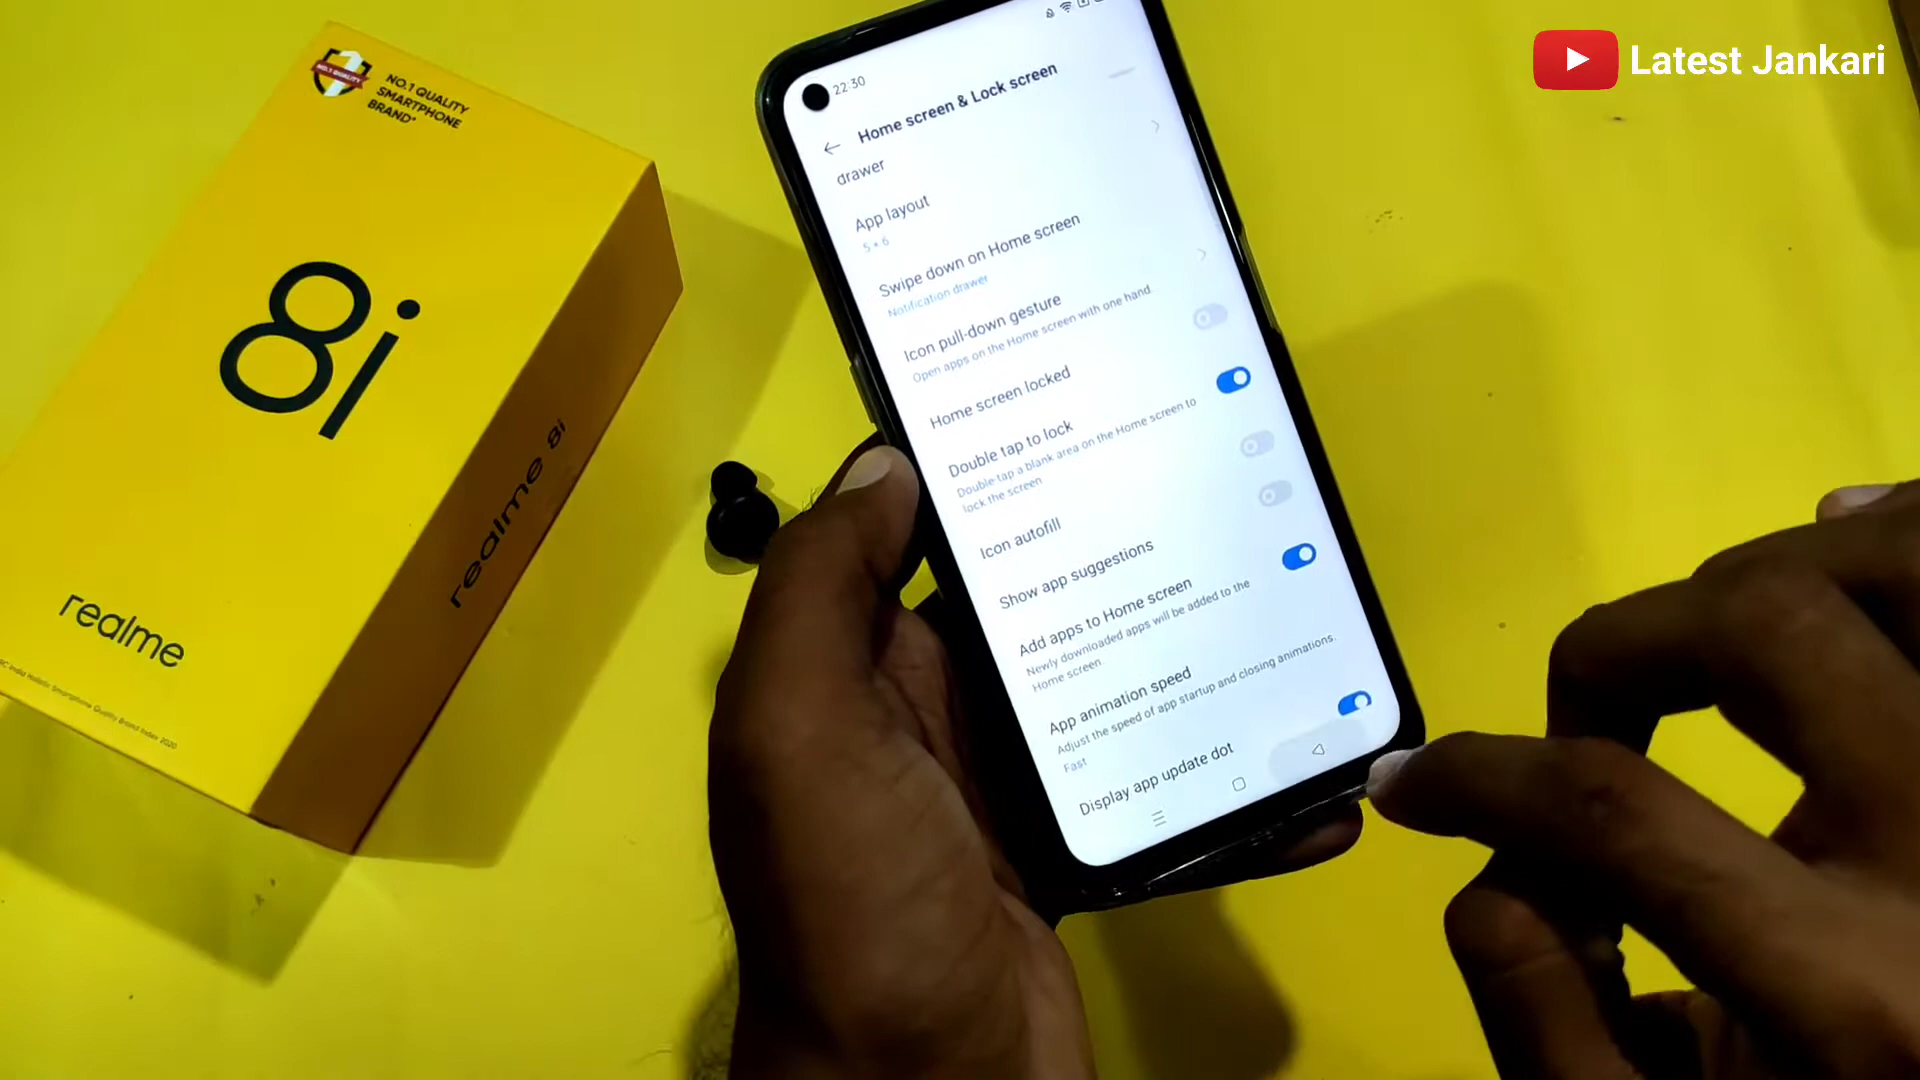 NO.1 QUALITY
NO.1 QUALITY
SMARTPHONE
BRAND*
8i
realme
realme 8i
22:30
Home screen & Lock screen
drawer
App layout
5 * 6
Swipe down on Home screen
Notification drawer
Icon pull-down gesture
Open apps on the Home screen with one hand.
Home screen locked
Double tap to lock
Double-tap a blank area on the Home screen to
lock the screen
Icon autofill
Show app suggestions
Add apps to Home screen
Newly downloaded apps will be added to the
Home screen
App animation speed
Adjust the speed of app startup and closing animations.
Fast
Display app update dot
Latest Jankari